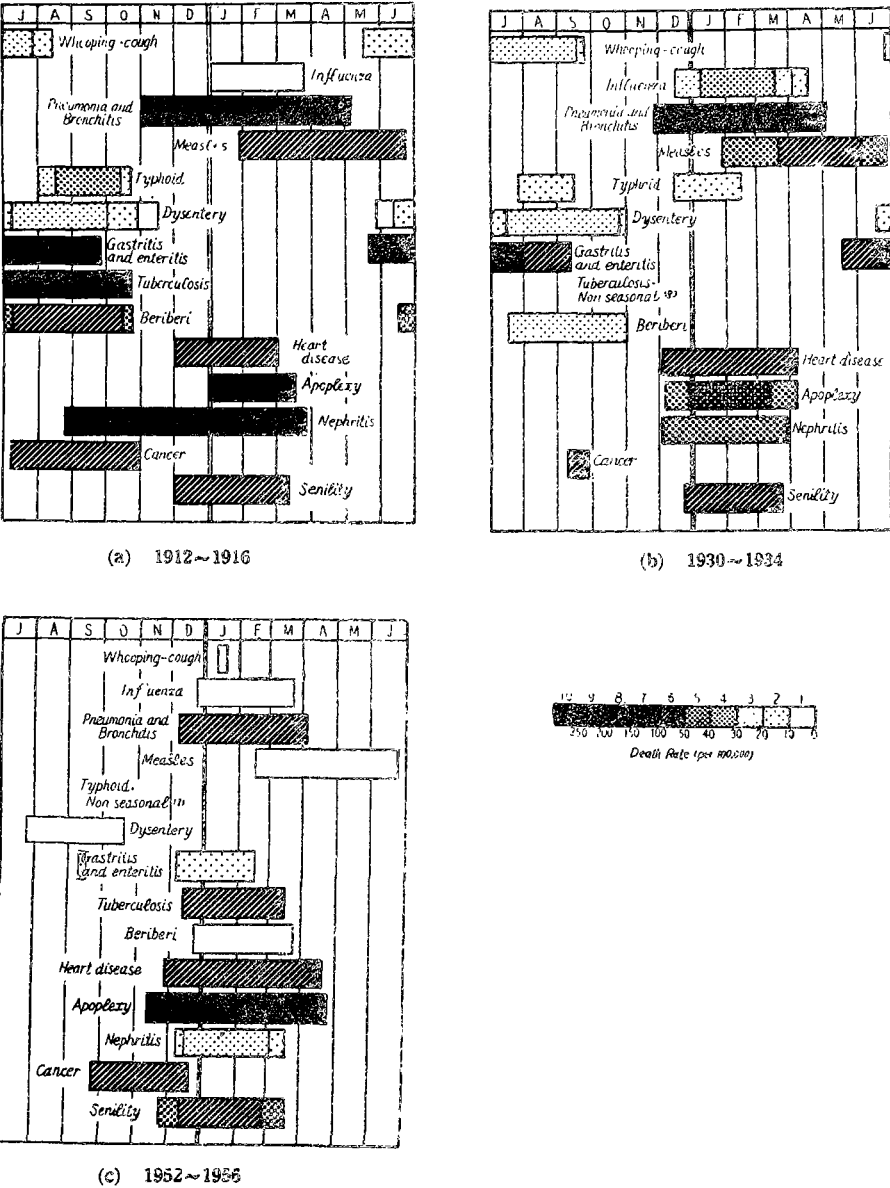 J A S O N D J F M A M J
Whooping-cough
Influenza
Pneumonia and
Bronchitis
Measles
Typhoid
Dysentery
Gastritis
and enteritis
Tuberculosis
Beriberi
Heart
disease
Apoplexy
Nephritis
Cancer
Senility
(a) 1912~1916
J A S O N D J F M A M J
Whooping-cough
Influenza
Pneumonia and
Bronchitis
Measles
Typhoid
Dysentery
Gastritis
and enteritis
Tuberculosis.
Non seasonal
Beriberi
Heart disease
Apoplexy
Nephritis
Cancer
Senility
(b) 1930~1934
J A S O N D J F M A M J
Whooping-cough
Influenza
Pneumonia and
Bronchitis
Measles
Typhoid.
Non seasonal
Dysentery
Gastritis
and enteritis
Tuberculosis
Beriberi
Heart disease
Apoplexy
Nephritis
Cancer
Senility
(c) 1952~1956
10 9 8 7 6 5 4 3 2 1
250 200 150 100 50 40 30 20 10 0
Death Rate (per 100,000)